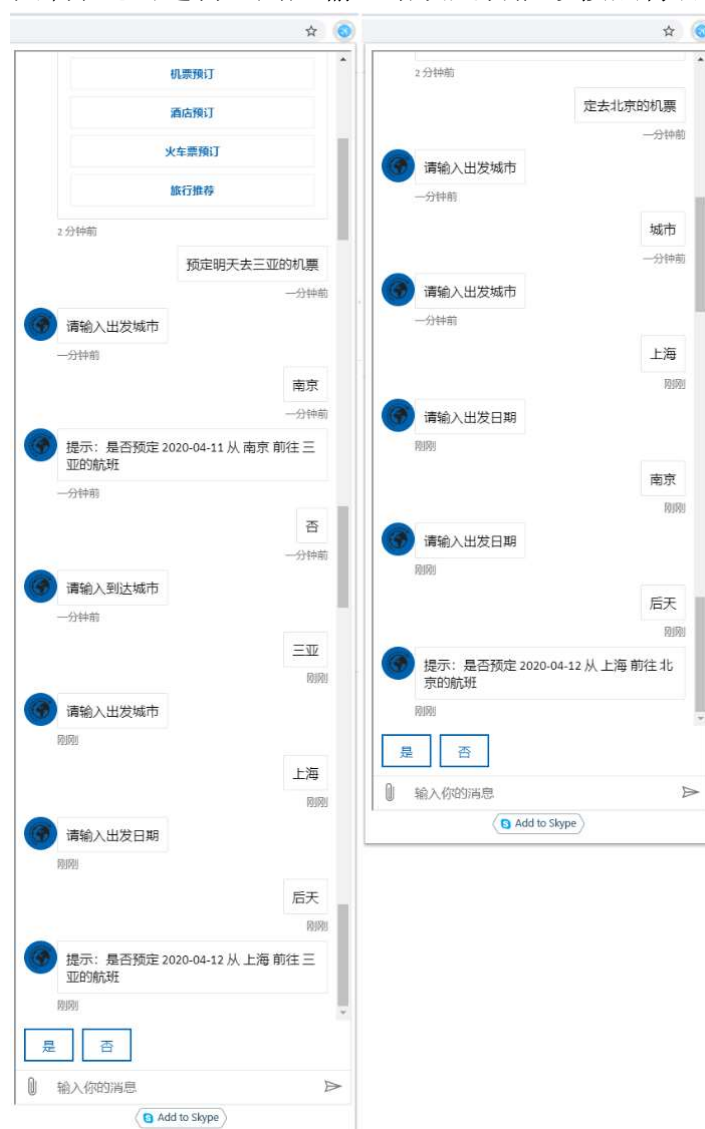 机票预订
酒店预订
火车票预订
旅行推荐
2 分钟前
预定明天去三亚的机票
一分钟前
请输入出发城市
一分钟前
南京
一分钟前
提示：是否预定 2020-04-11 从 南京 前往 三
亚的航班
一分钟前
否
一分钟前
请输入到达城市
一分钟前
三亚
刚刚
请输入出发城市
刚刚
上海
刚刚
请输入出发日期
刚刚
后天
刚刚
提示：是否预定 2020-04-12 从 上海 前往 三
亚的航班
刚刚
是
否
输入你的消息
Add to Skype
2 分钟前
定去北京的机票
一分钟前
请输入出发城市
一分钟前
城市
一分钟前
请输入出发城市
一分钟前
上海
刚刚
请输入出发日期
刚刚
南京
刚刚
请输入出发日期
刚刚
后天
刚刚
提示：是否预定 2020-04-12 从 上海 前往 北
京的航班
刚刚
是
否
输入你的消息
Add to Skype